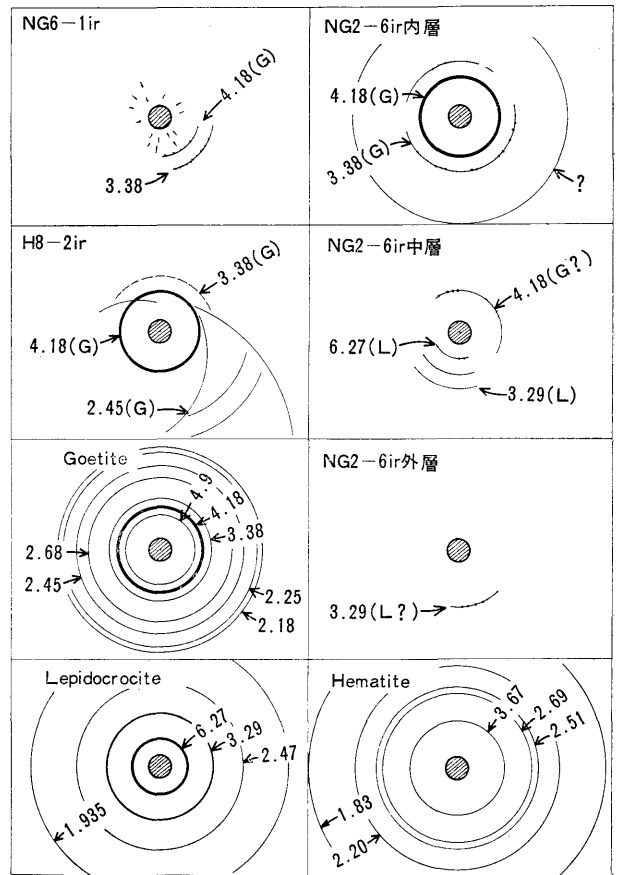 NG6-1ir
4.18(G)
3.38
NG2-6ir内層
4.18(G)
3.38(G)
?
H8-2ir
3.38(G)
4.18(G)
2.45(G)
NG2-6ir中層
4.18(G?)
6.27(L)
3.29(L)
Goetite
4.9
4.18
3.38
2.68
2.45
2.25
2.18
NG2-6ir外層
3.29(L?)
Lepidocrocite
6.27
3.29
2.47
1.935
Hematite
3.67
2.69
2.51
1.83
2.20